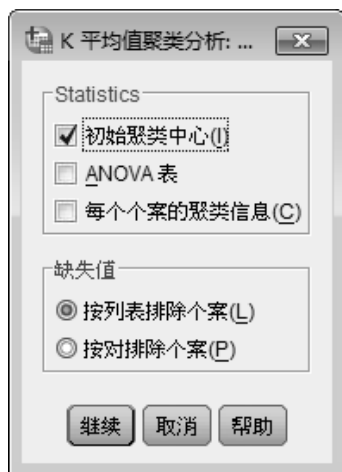 K 平均值聚类分析: ...
Statistics
初始聚类中心(I)
ANOVA 表
每个个案的聚类信息(C)
缺失值
按列表排除个案(L)
按对排除个案(P)
继续 取消 帮助